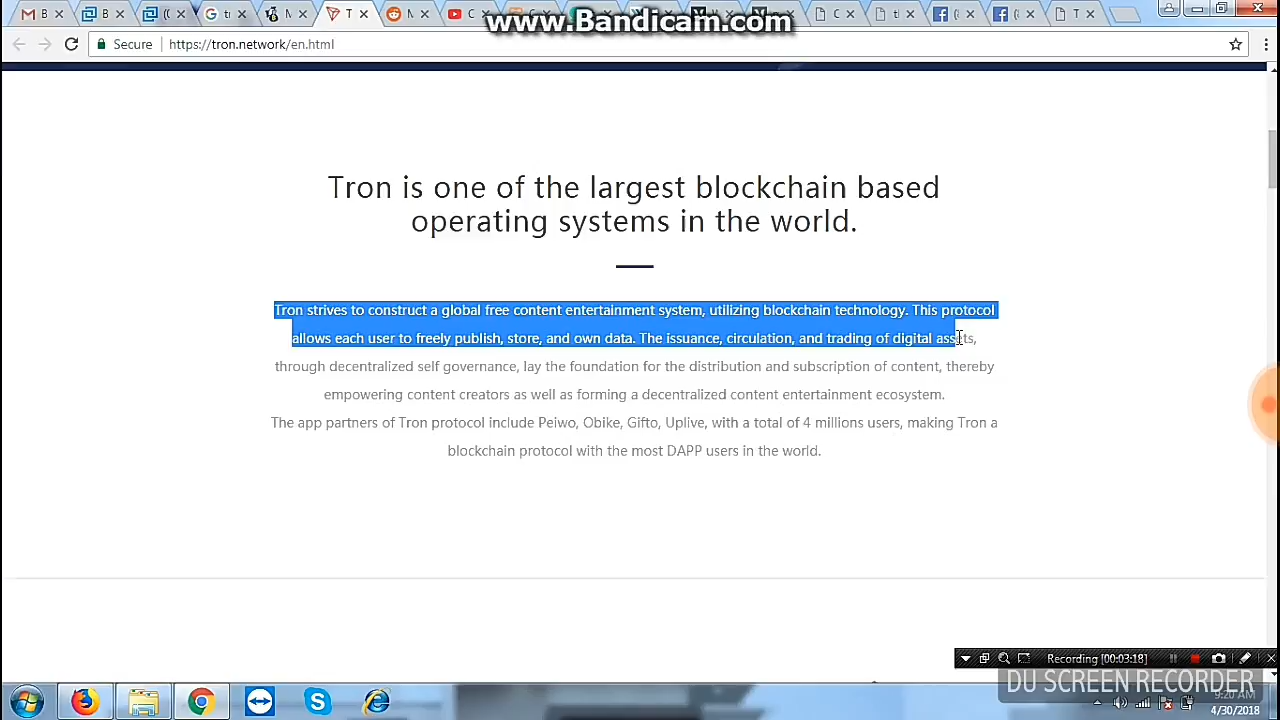 www.Bandicam.com
M B
B
(
G t
M
T
M
C
C
t
(
(
T
Secure
https://tron.network/en.html
Tron is one of the largest blockchain based
operating systems in the world.
Tron strives to construct a global free content entertainment system, utilizing blockchain technology. This protocol
allows each user to freely publish, store, and own data. The issuance, circulation, and trading of digital assets,
through decentralized self governance, lay the foundation for the distribution and subscription of content, thereby
empowering content creators as well as forming a decentralized content entertainment ecosystem.
The app partners of Tron protocol include Peiwo, Obike, Gifto, Uplive, with a total of 4 millions users, making Tron a
blockchain protocol with the most DAPP users in the world.
Recording [00:03:18]
DU SCREEN RECORDER
9:20 AM
4/30/2018